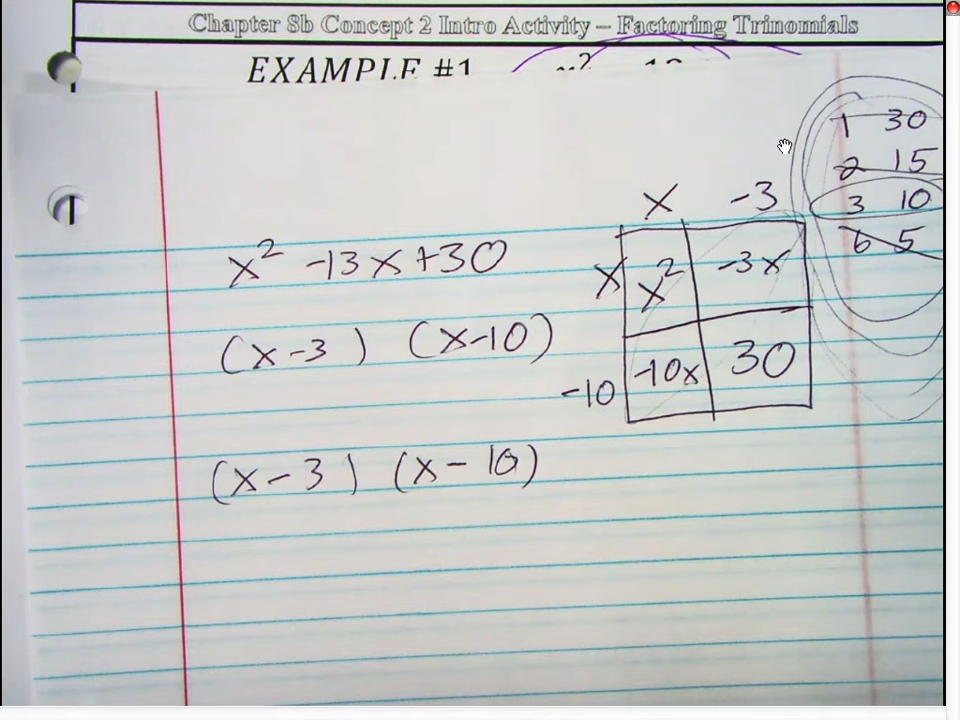 Chapter 8b Concept 2 Intro Activity – Factoring Trinomials
EXAMPLE #1
x² -13x +30
(x-3) (x-10)
(x-3) (x-10)
x -3
x x² -3x
-10 -10x 30
1 30
2 15
3 10
6 5